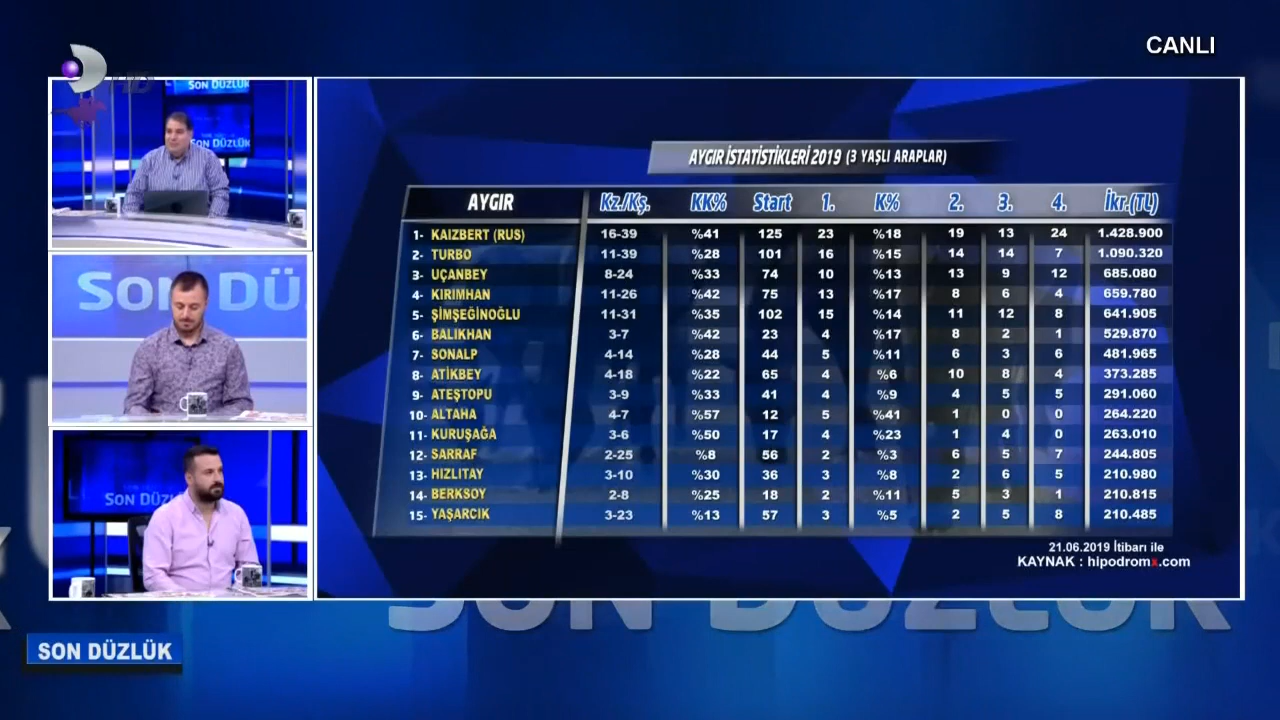 CANLI
HD
SON DÜZLÜK
SON DÜZLÜK
SON DÜ
SON DÜZL
AYGIR İSTATİSTİKLERİ 2019 (3 YAŞLI ARAPLAR)
AYGIR Kz./Kş. KK% Start 1. K% 2. 3. 4. İkr.(TL)
1- KAIZBERT (RUS) 16-39 %41 125 23 %18 19 13 24 1.428.900
2- TURBO 11-39 %28 101 16 %15 14 14 7 1.090.320
3- UÇANBEY 8-24 %33 74 10 %13 13 9 12 685.080
4- KIRIMHAN 11-26 %42 75 13 %17 8 6 4 659.780
5- ŞİMŞEĞİNOĞLU 11-31 %35 102 15 %14 11 12 8 641.905
6- BALIKHAN 3-7 %42 23 4 %17 8 2 1 529.870
7- SONALP 4-14 %28 44 5 %11 6 3 6 481.965
8- ATİKBEY 4-18 %22 65 4 %6 10 8 4 373.285
9- ATEŞTOPU 3-9 %33 41 4 %9 4 5 5 291.060
10- ALTAHA 4-7 %57 12 5 %41 1 0 0 264.220
11- KURUŞAĞA 3-6 %50 17 4 %23 1 4 0 263.010
12- SARRAF 2-25 %8 56 2 %3 6 5 7 244.805
13- HIZLITAY 3-10 %30 36 3 %8 2 6 5 210.980
14- BERKSOY 2-8 %25 18 2 %11 5 3 1 210.815
15- YAŞARCIK 3-23 %13 57 3 %5 2 5 8 210.485
21.06.2019 İtibarı ile
KAYNAK : hipodromx.com
SON DÜZLÜK
SON DÜZLÜK